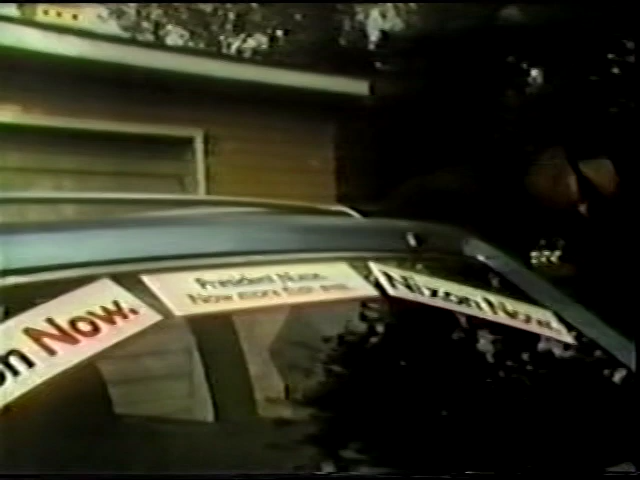 on Now.
President Nixon.
Now more than ever.
Nixon Now.